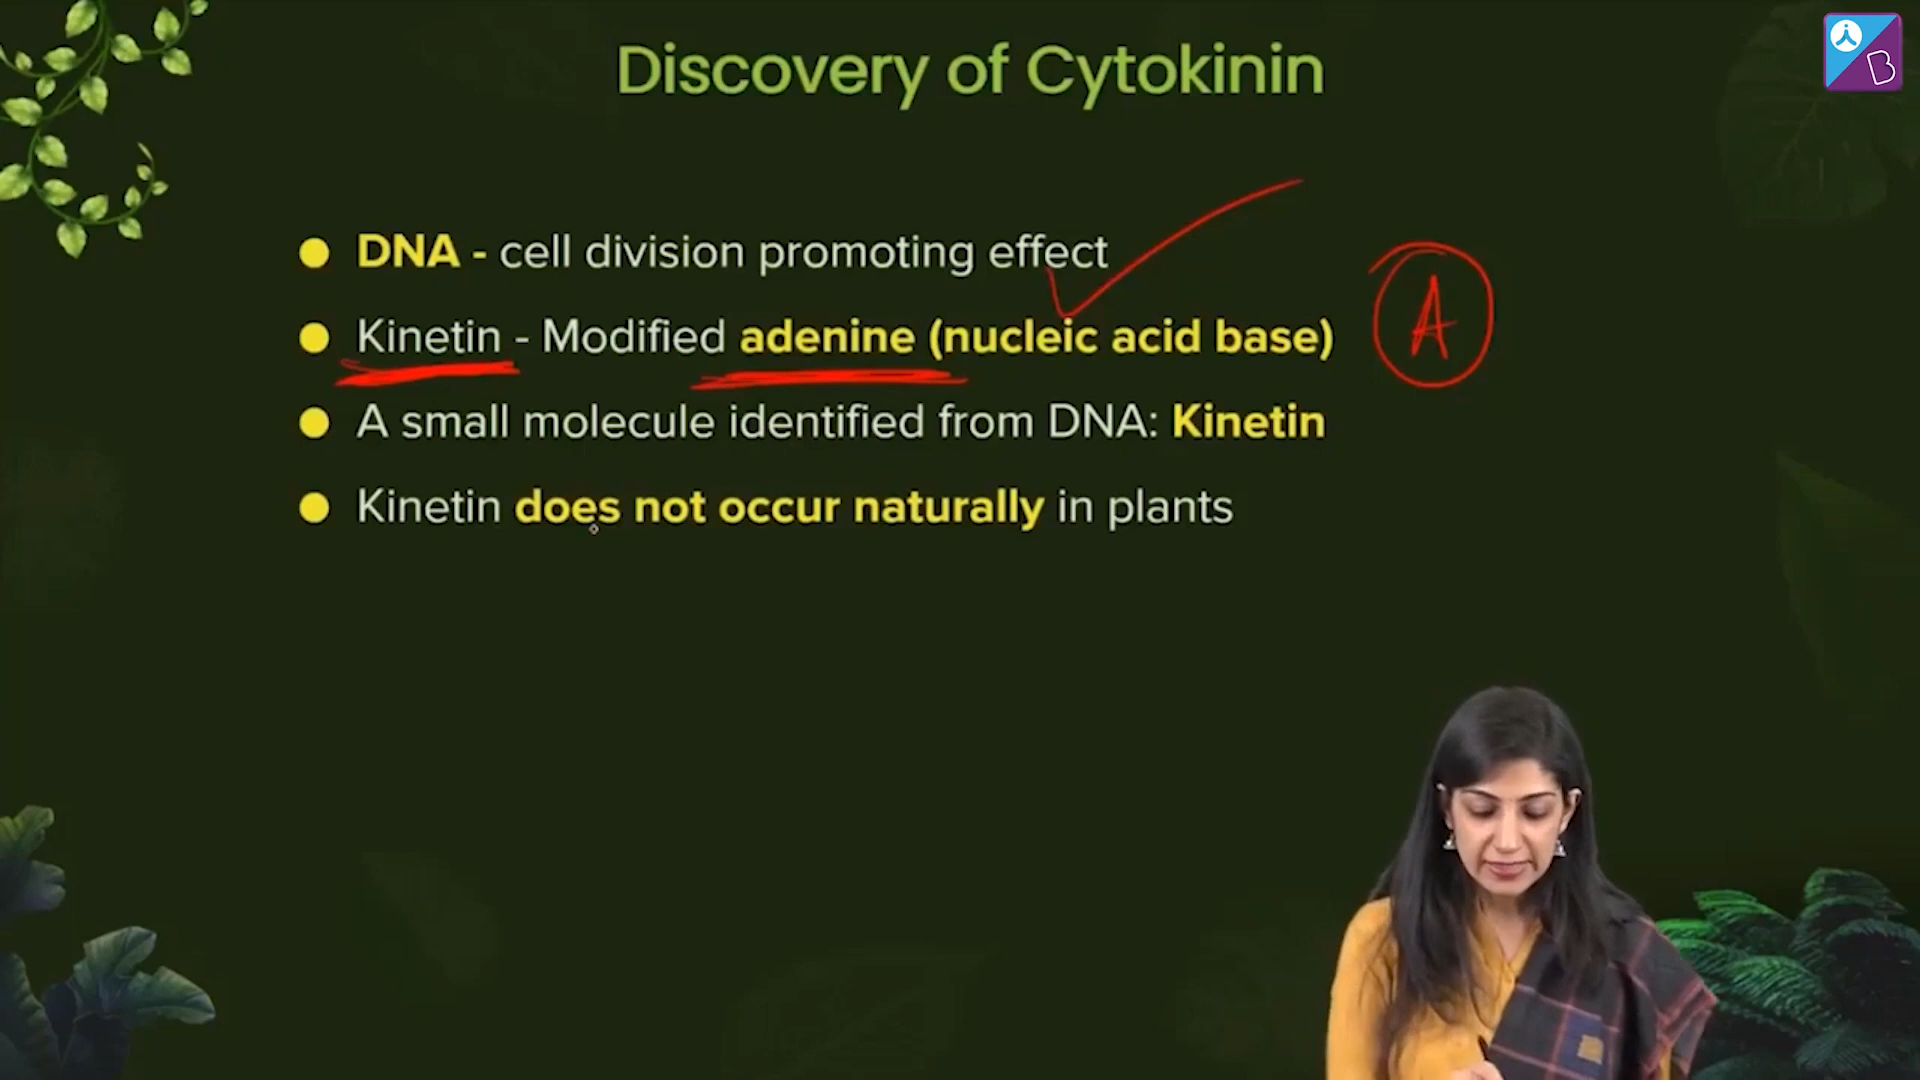 Discovery of Cytokinin
DNA - cell division promoting effect
Kinetin - Modified adenine (nucleic acid base)
A
A small molecule identified from DNA: Kinetin
Kinetin does not occur naturally in plants
B